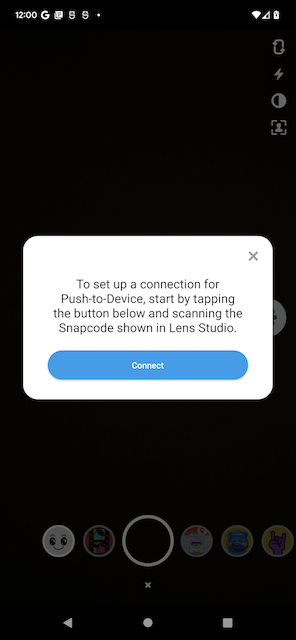 12:00
To set up a connection for
Push-to-Device, start by tapping
the button below and scanning the
Snapcode shown in Lens Studio.
Connect